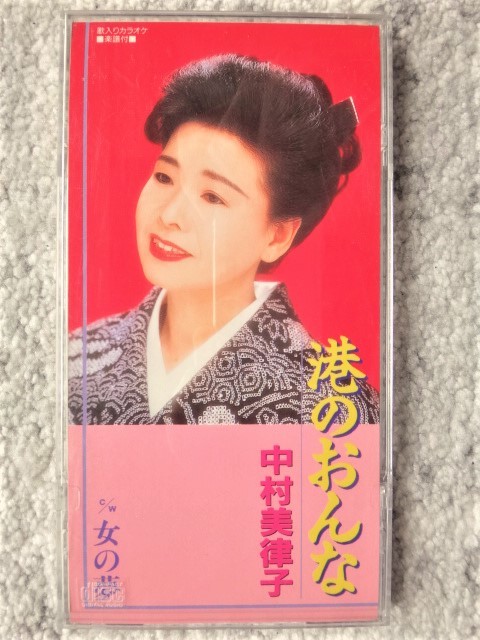 歌入りカラオケ
■楽譜付■
港のおんな
中村美律子
c/w
女の夢